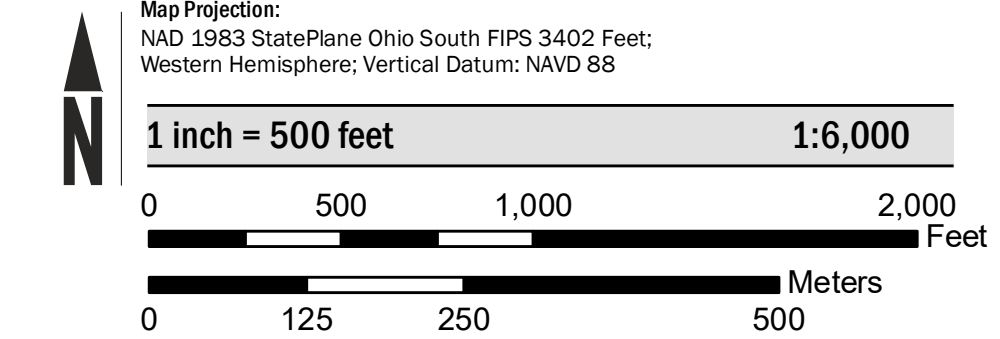 Map Projection:
NAD 1983 StatePlane Ohio South FIPS 3402 Feet;
Western Hemisphere; Vertical Datum: NAVD 88
N
1 inch = 500 feet 1:6,000
0 500 1,000 2,000
Feet
Meters
0 125 250 500